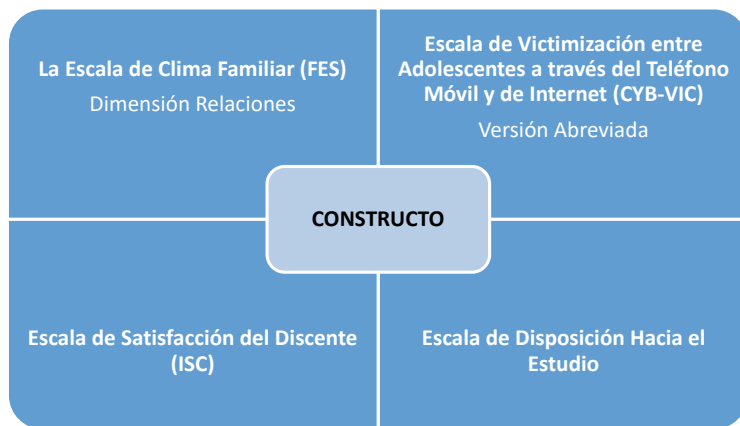 La Escala de Clima Familiar (FES)
Dimensión Relaciones
Escala de Victimización entre
Adolescentes a través del Teléfono
Móvil y de Internet (CYB-VIC)
Versión Abreviada
CONSTRUCTO
Escala de Satisfacción del Discente
(ISC)
Escala de Disposición Hacia el
Estudio